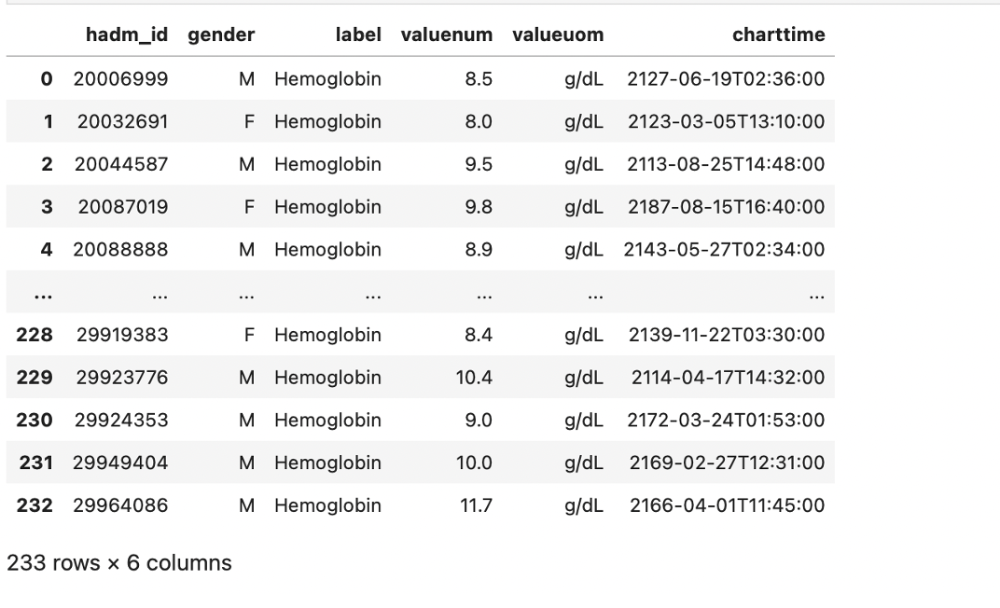 hadm_id gender label valuenum valueuom charttime
0 20006999 M Hemoglobin 8.5 g/dL 2127-06-19T02:36:00
1 20032691 F Hemoglobin 8.0 g/dL 2123-03-05T13:10:00
2 20044587 M Hemoglobin 9.5 g/dL 2113-08-25T14:48:00
3 20087019 F Hemoglobin 9.8 g/dL 2187-08-15T16:40:00
4 20088888 M Hemoglobin 8.9 g/dL 2143-05-27T02:34:00
... ... ... ... ... ... ...
228 29919383 F Hemoglobin 8.4 g/dL 2139-11-22T03:30:00
229 29923776 M Hemoglobin 10.4 g/dL 2114-04-17T14:32:00
230 29924353 M Hemoglobin 9.0 g/dL 2172-03-24T01:53:00
231 29949404 M Hemoglobin 10.0 g/dL 2169-02-27T12:31:00
232 29964086 M Hemoglobin 11.7 g/dL 2166-04-01T11:45:00
233 rows × 6 columns